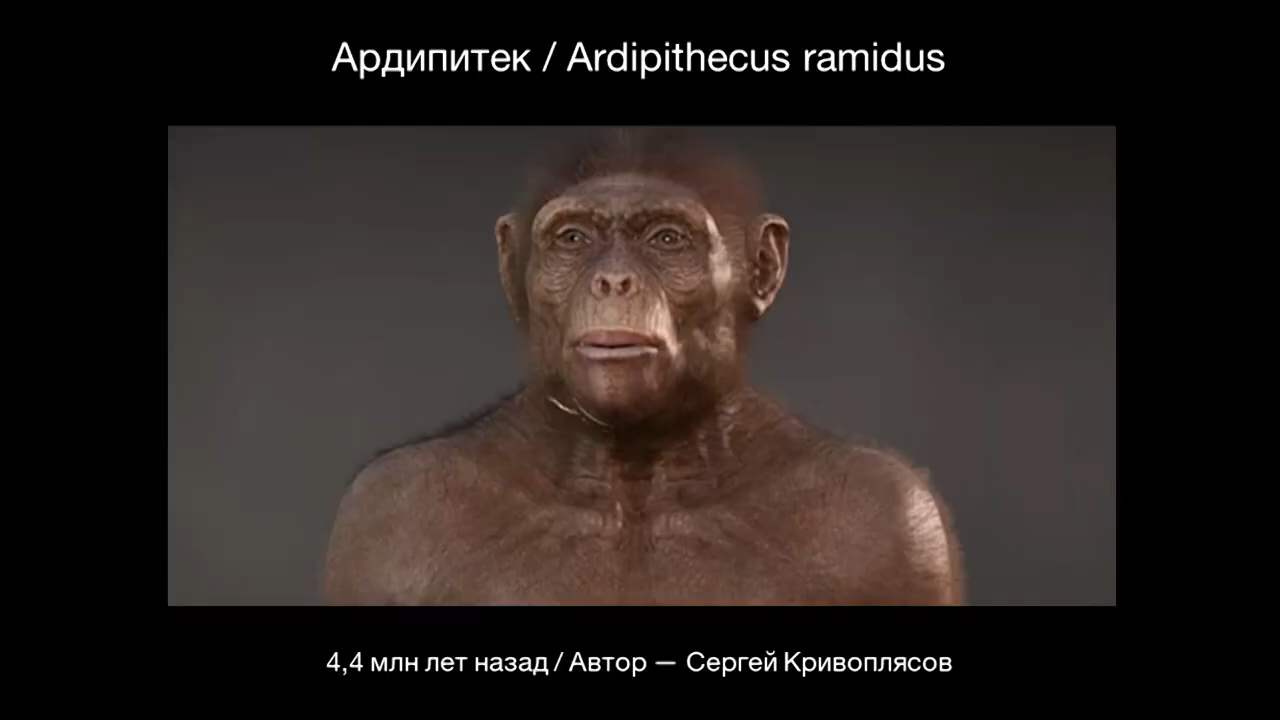 Ардипитек / Ardipithecus ramidus
4,4 млн лет назад / Автор — Сергей Кривоплясов